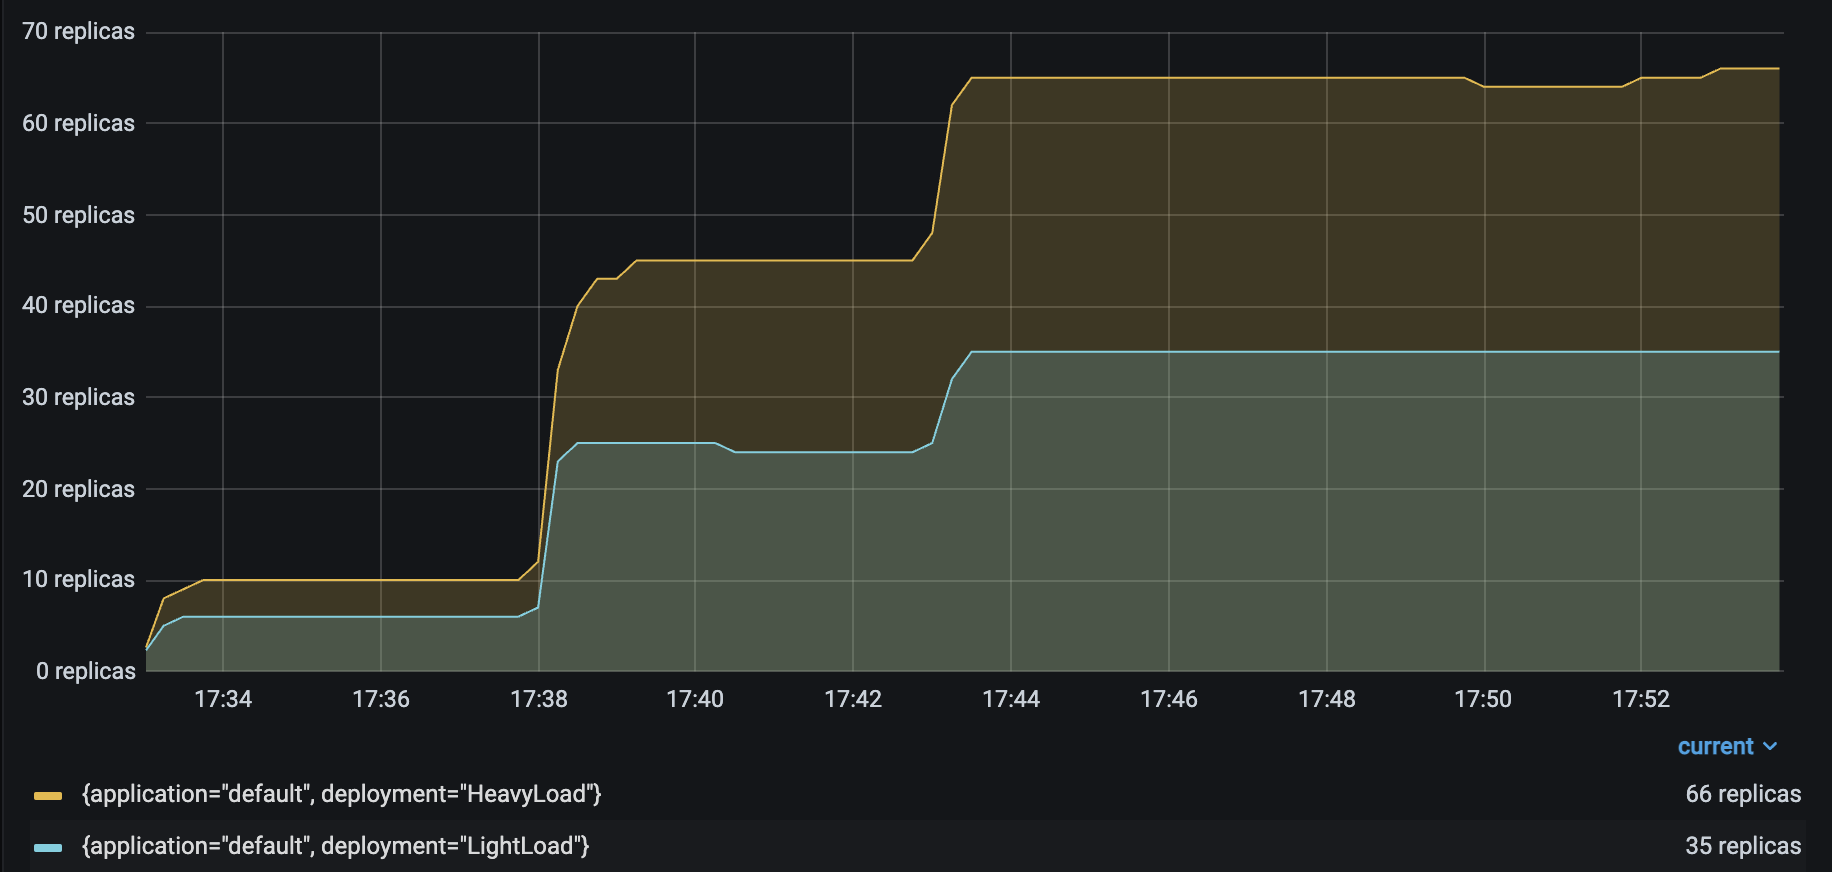 70 replicas
60 replicas
50 replicas
40 replicas
30 replicas
20 replicas
10 replicas
0 replicas
17:34 17:36 17:38 17:40 17:42 17:44 17:46 17:48 17:50 17:52
current
{application="default", deployment="HeavyLoad"} 66 replicas
{application="default", deployment="LightLoad"} 35 replicas